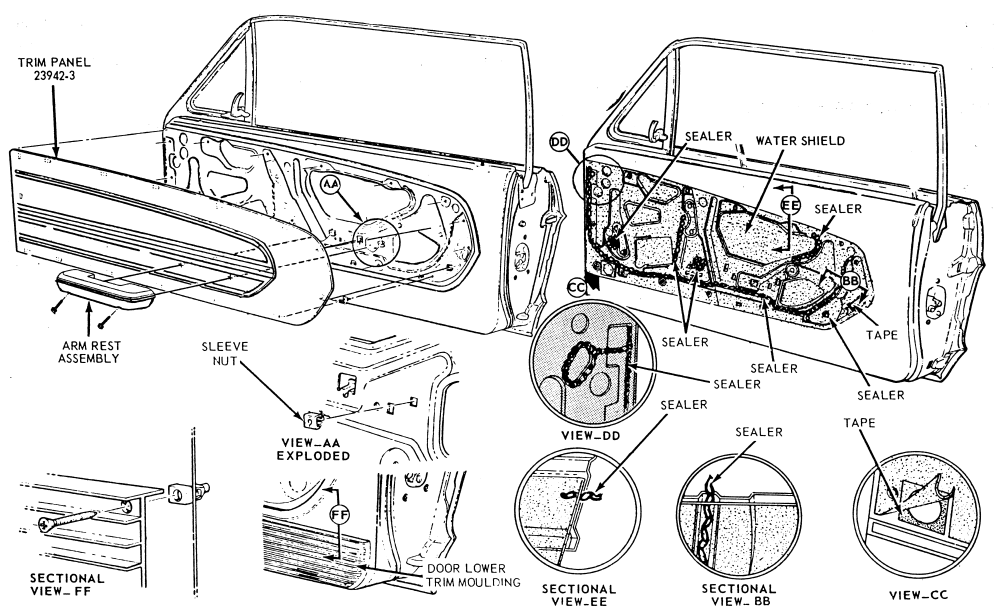 TRIM PANEL
23942-3
AA
ARM REST
ASSEMBLY
SLEEVE
NUT
VIEW_AA
EXPLODED
SECTIONAL
VIEW_FF
FF
DOOR LOWER
TRIM MOULDING
DD
SEALER
WATER SHIELD
EE
SEALER
BB
CC
TAPE
SEALER
SEALER
SEALER
SEALER
VIEW_DD
SEALER
SECTIONAL
VIEW_EE
SEALER
SECTIONAL
VIEW_BB
TAPE
VIEW_CC